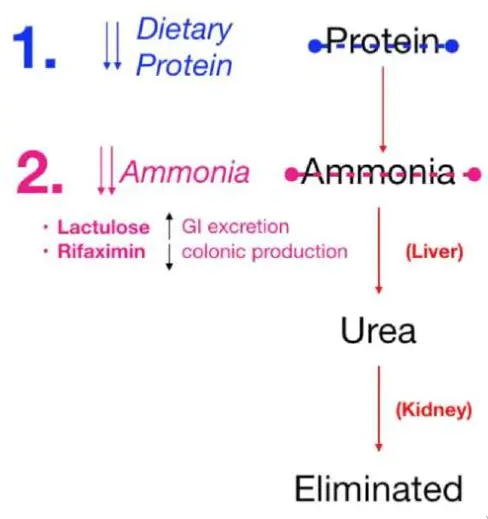 1. ↓↓ Dietary Protein
Protein
2. ↓↓ Ammonia
Ammonia
• Lactulose ↑ GI excretion
• Rifaximin ↓ colonic production
(Liver)
Urea
(Kidney)
Eliminated